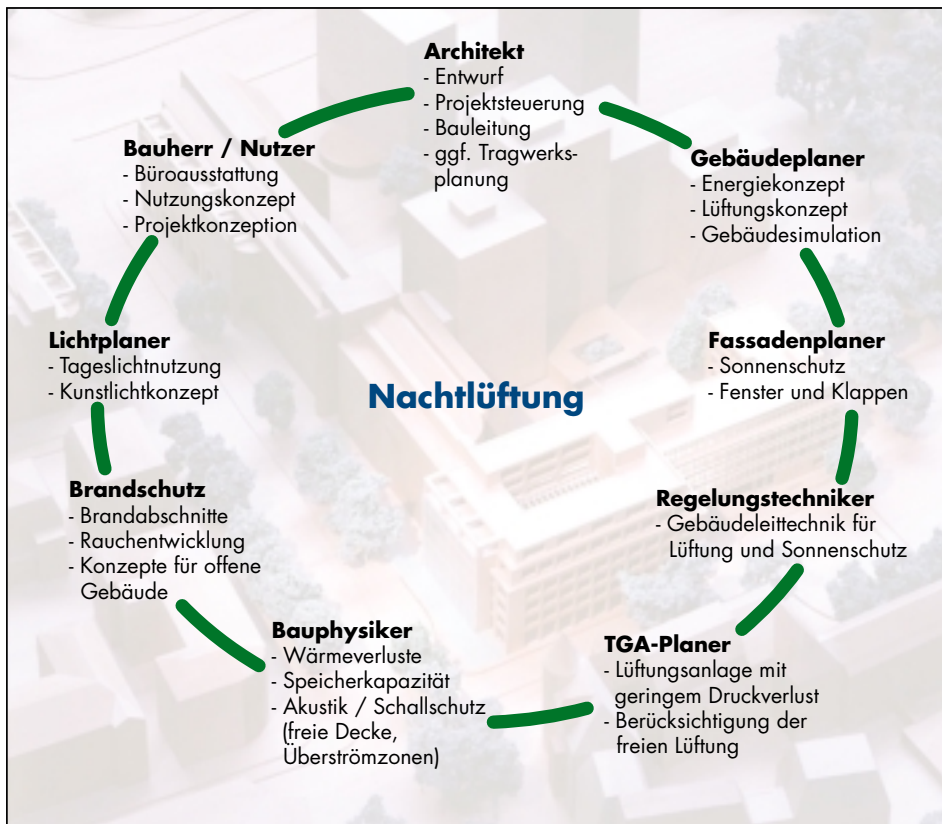 Architekt
- Entwurf
- Projektsteuerung
- Bauleitung
- ggf. Tragwerks-
planung
Gebäudeplaner
- Energiekonzept
- Lüftungskonzept
- Gebäudesimulation
Fassadenplaner
- Sonnenschutz
- Fenster und Klappen
Regelungstechniker
- Gebäudeleittechnik für
Lüftung und Sonnenschutz
TGA-Planer
- Lüftungsanlage mit
geringem Druckverlust
- Berücksichtigung der
freien Lüftung
Bauphysiker
- Wärmeverluste
- Speicherkapazität
- Akustik / Schallschutz
(freie Decke,
Überströmzonen)
Brandschutz
- Brandabschnitte
- Rauchentwicklung
- Konzepte für offene
Gebäude
Lichtplaner
- Tageslichtnutzung
- Kunstlichtkonzept
Bauherr / Nutzer
- Büroausstattung
- Nutzungskonzept
- Projektkonzeption
Nachtlüftung